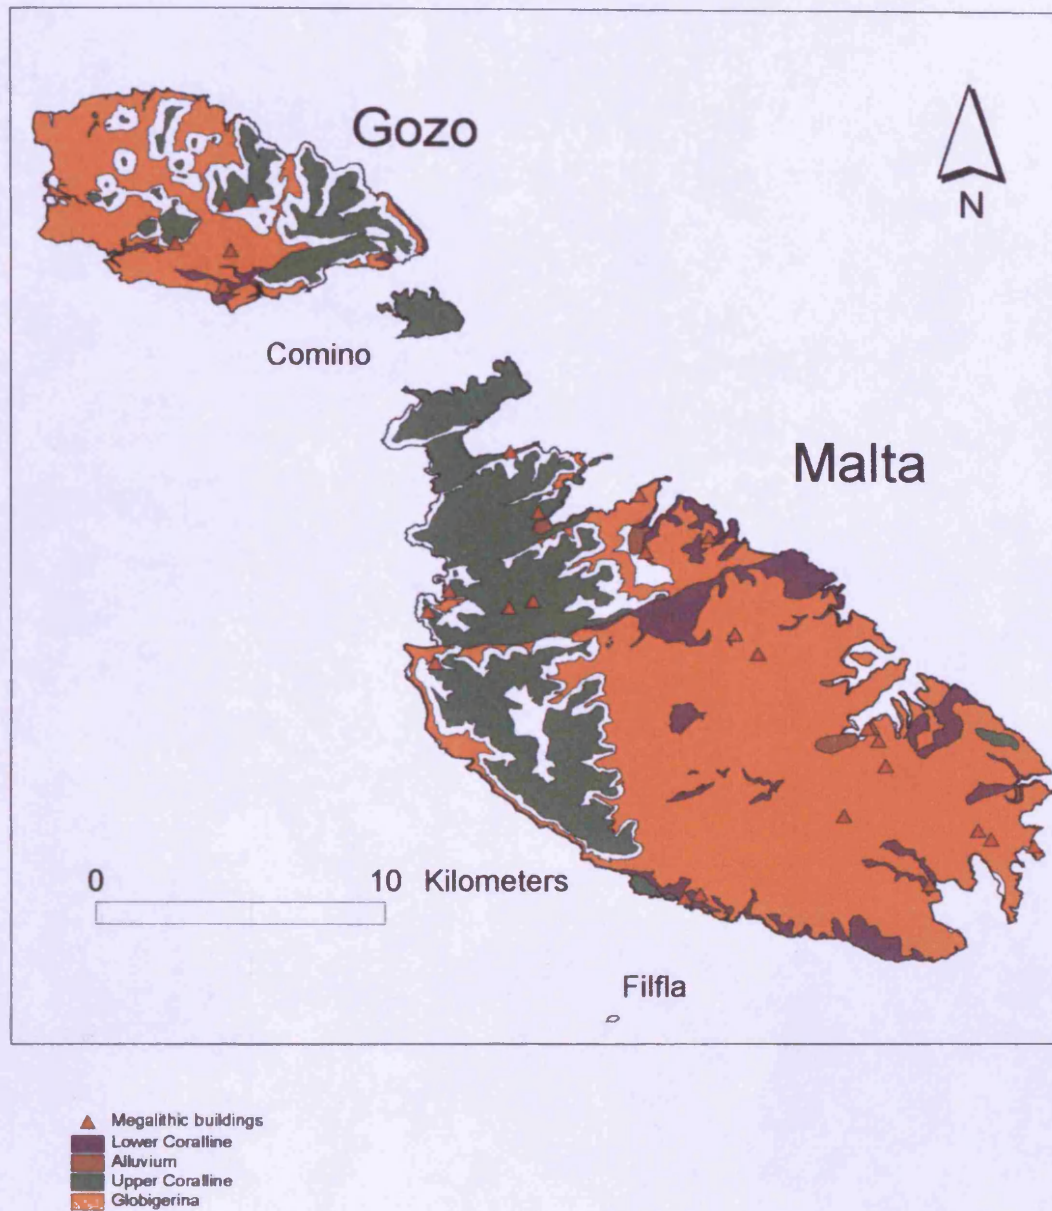 Gozo
N
Comino
Malta
0 10 Kilometers
Filfla
Megalithic buildings
Lower Coralline
Alluvium
Upper Coralline
Globigerina